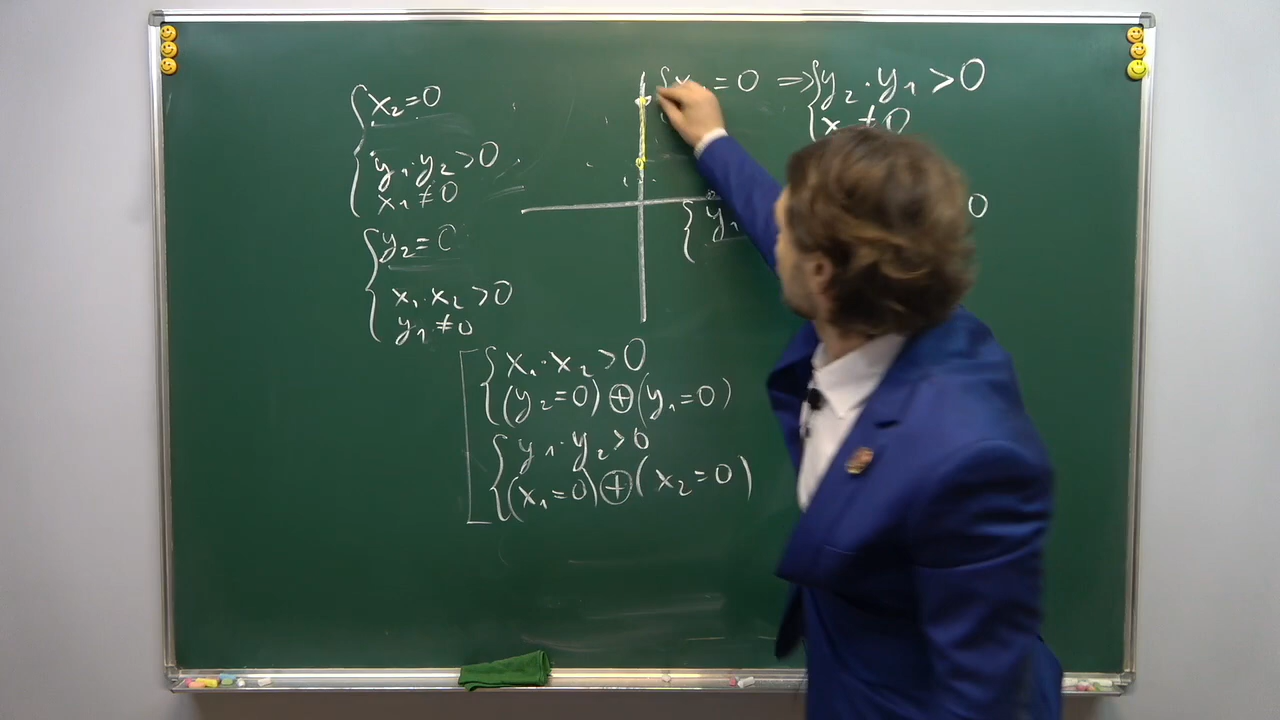 x₂=0
y₁·y₂>0
x₁≠0
y₂=0
x₁·x₂>0
y₁≠0
=0 ⇒ y₂·y₁>0
≠0
y₁
0
x₁·x₂>0
(y₂=0)⊕(y₁=0)
y₁·y₂>0
(x₁=0)⊕(x₂=0)